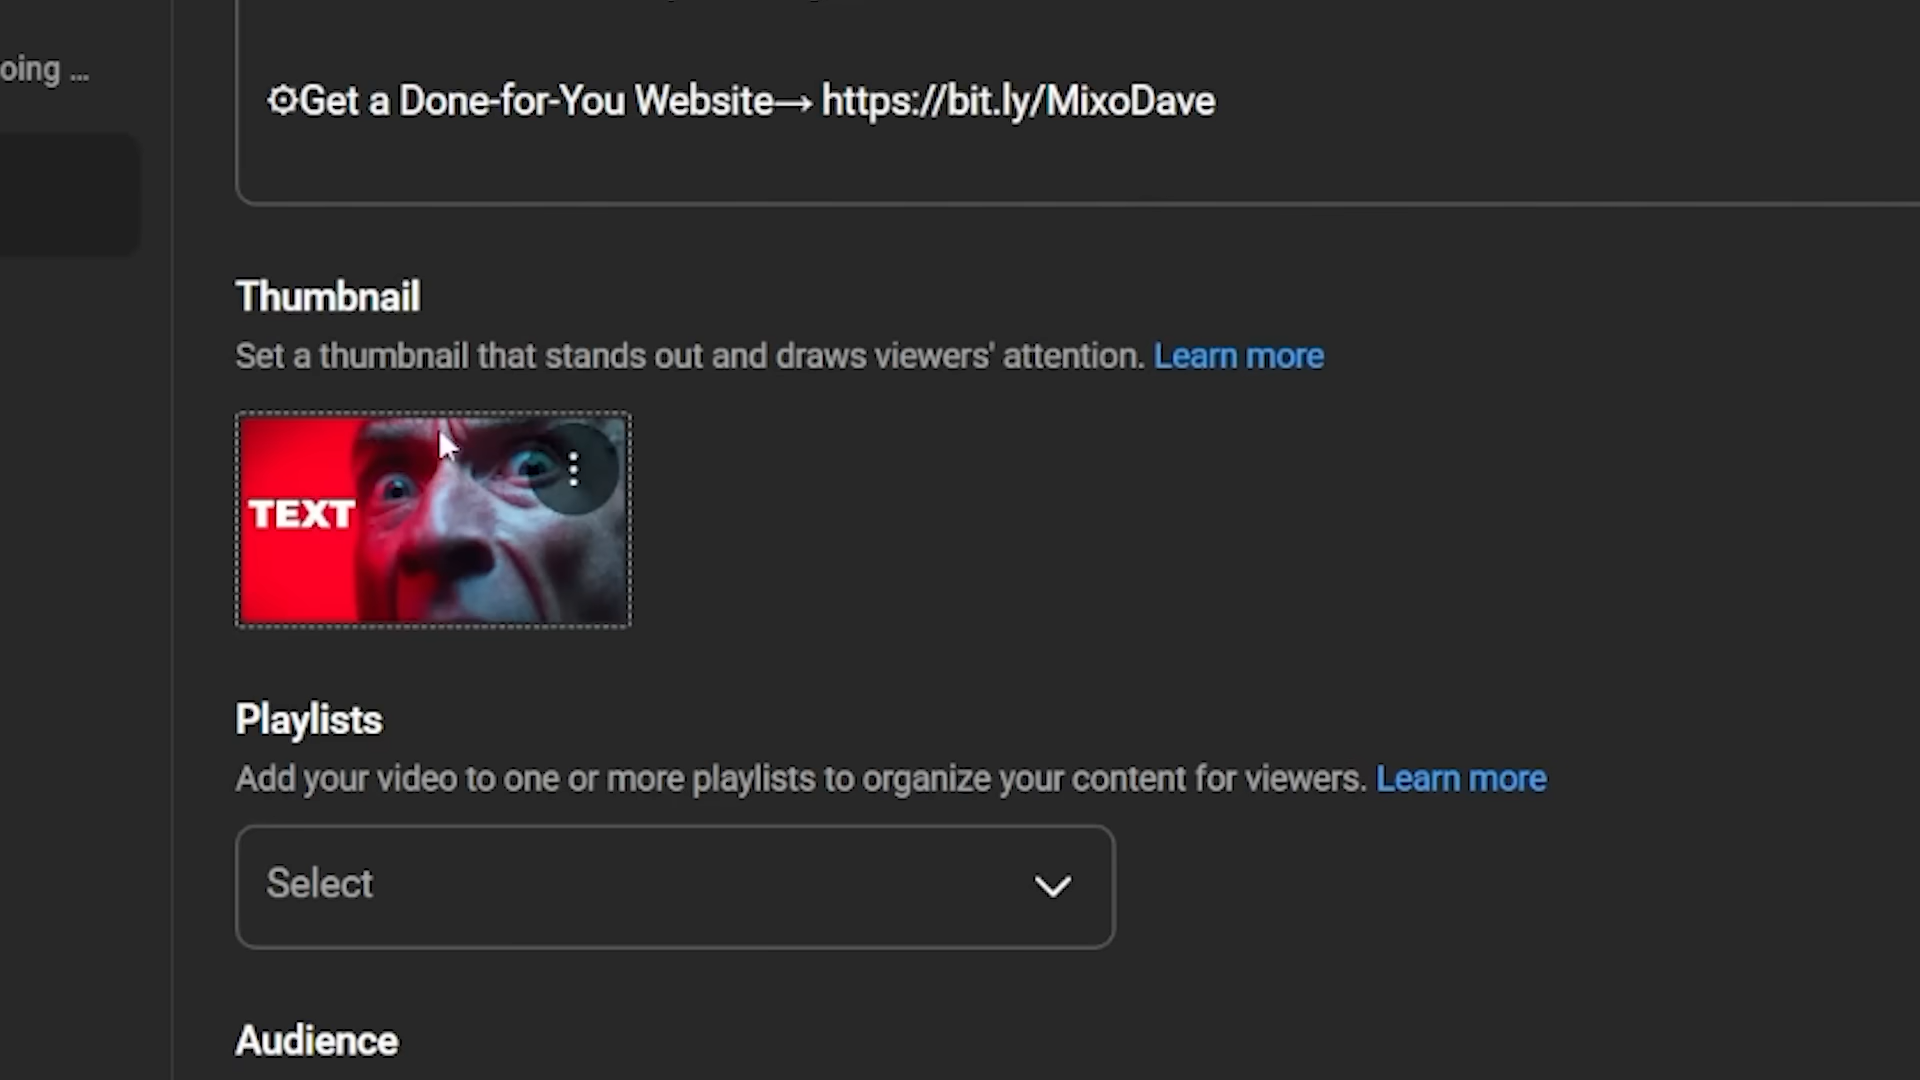 oing ...
⚙Get a Done-for-You Website→ https://bit.ly/MixoDave
Thumbnail
Set a thumbnail that stands out and draws viewers' attention. Learn more
TEXT
Playlists
Add your video to one or more playlists to organize your content for viewers. Learn more
Select
Audience